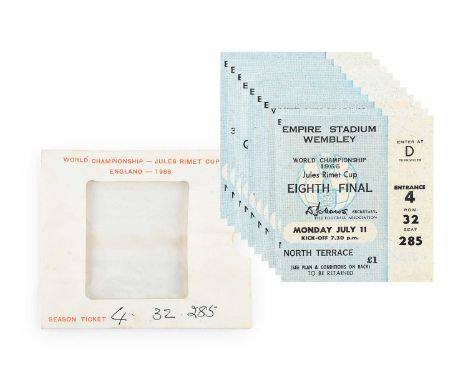 EMPIRE STADIUM
WEMBLEY
WORLD CHAMPIONSHIP
1966
Jules Rimet Cup
EIGHTH FINAL
SECRETARY,
THE FOOTBALL ASSOCIATION
MONDAY JULY 11
KICK-OFF 7.30 p.m.
NORTH TERRACE
£1
(SEE PLAN & CONDITIONS ON BACK)
TO BE RETAINED
ENTER AT
D
TURNSTILES
ENTRANCE
4
ROW
32
SEAT
285
WORLD CHAMPIONSHIP — JULES RIMET CUP
ENGLAND — 1966
SEASON TICKET 4. 32. 285